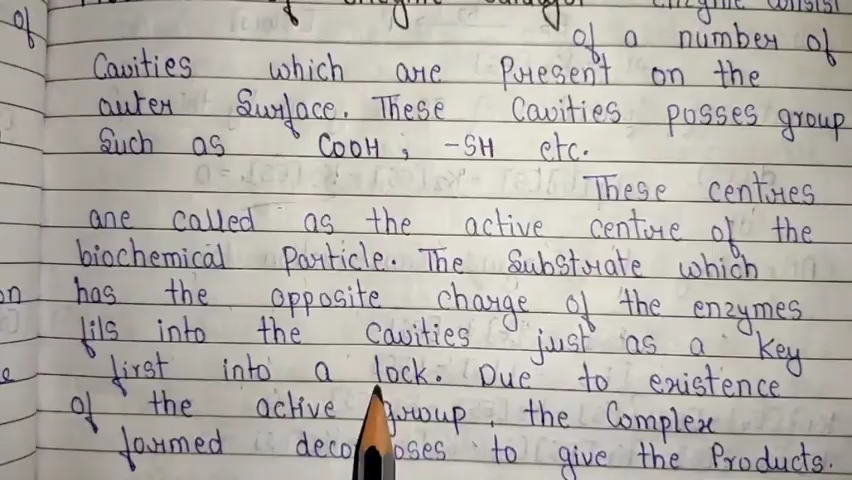 of a number of
of
Cavities which are Present on the
outer Surface. These Cavities posses group
Such as COOH, -SH etc.
These centres
are called as the active centre of the
biochemical Particle. The Substrate which
on has the opposite charge of the enzymes
fits into the cavities just as a key
first into a lock. Due to existence
of the active group, the Complex
formed decomposes to give the Products.